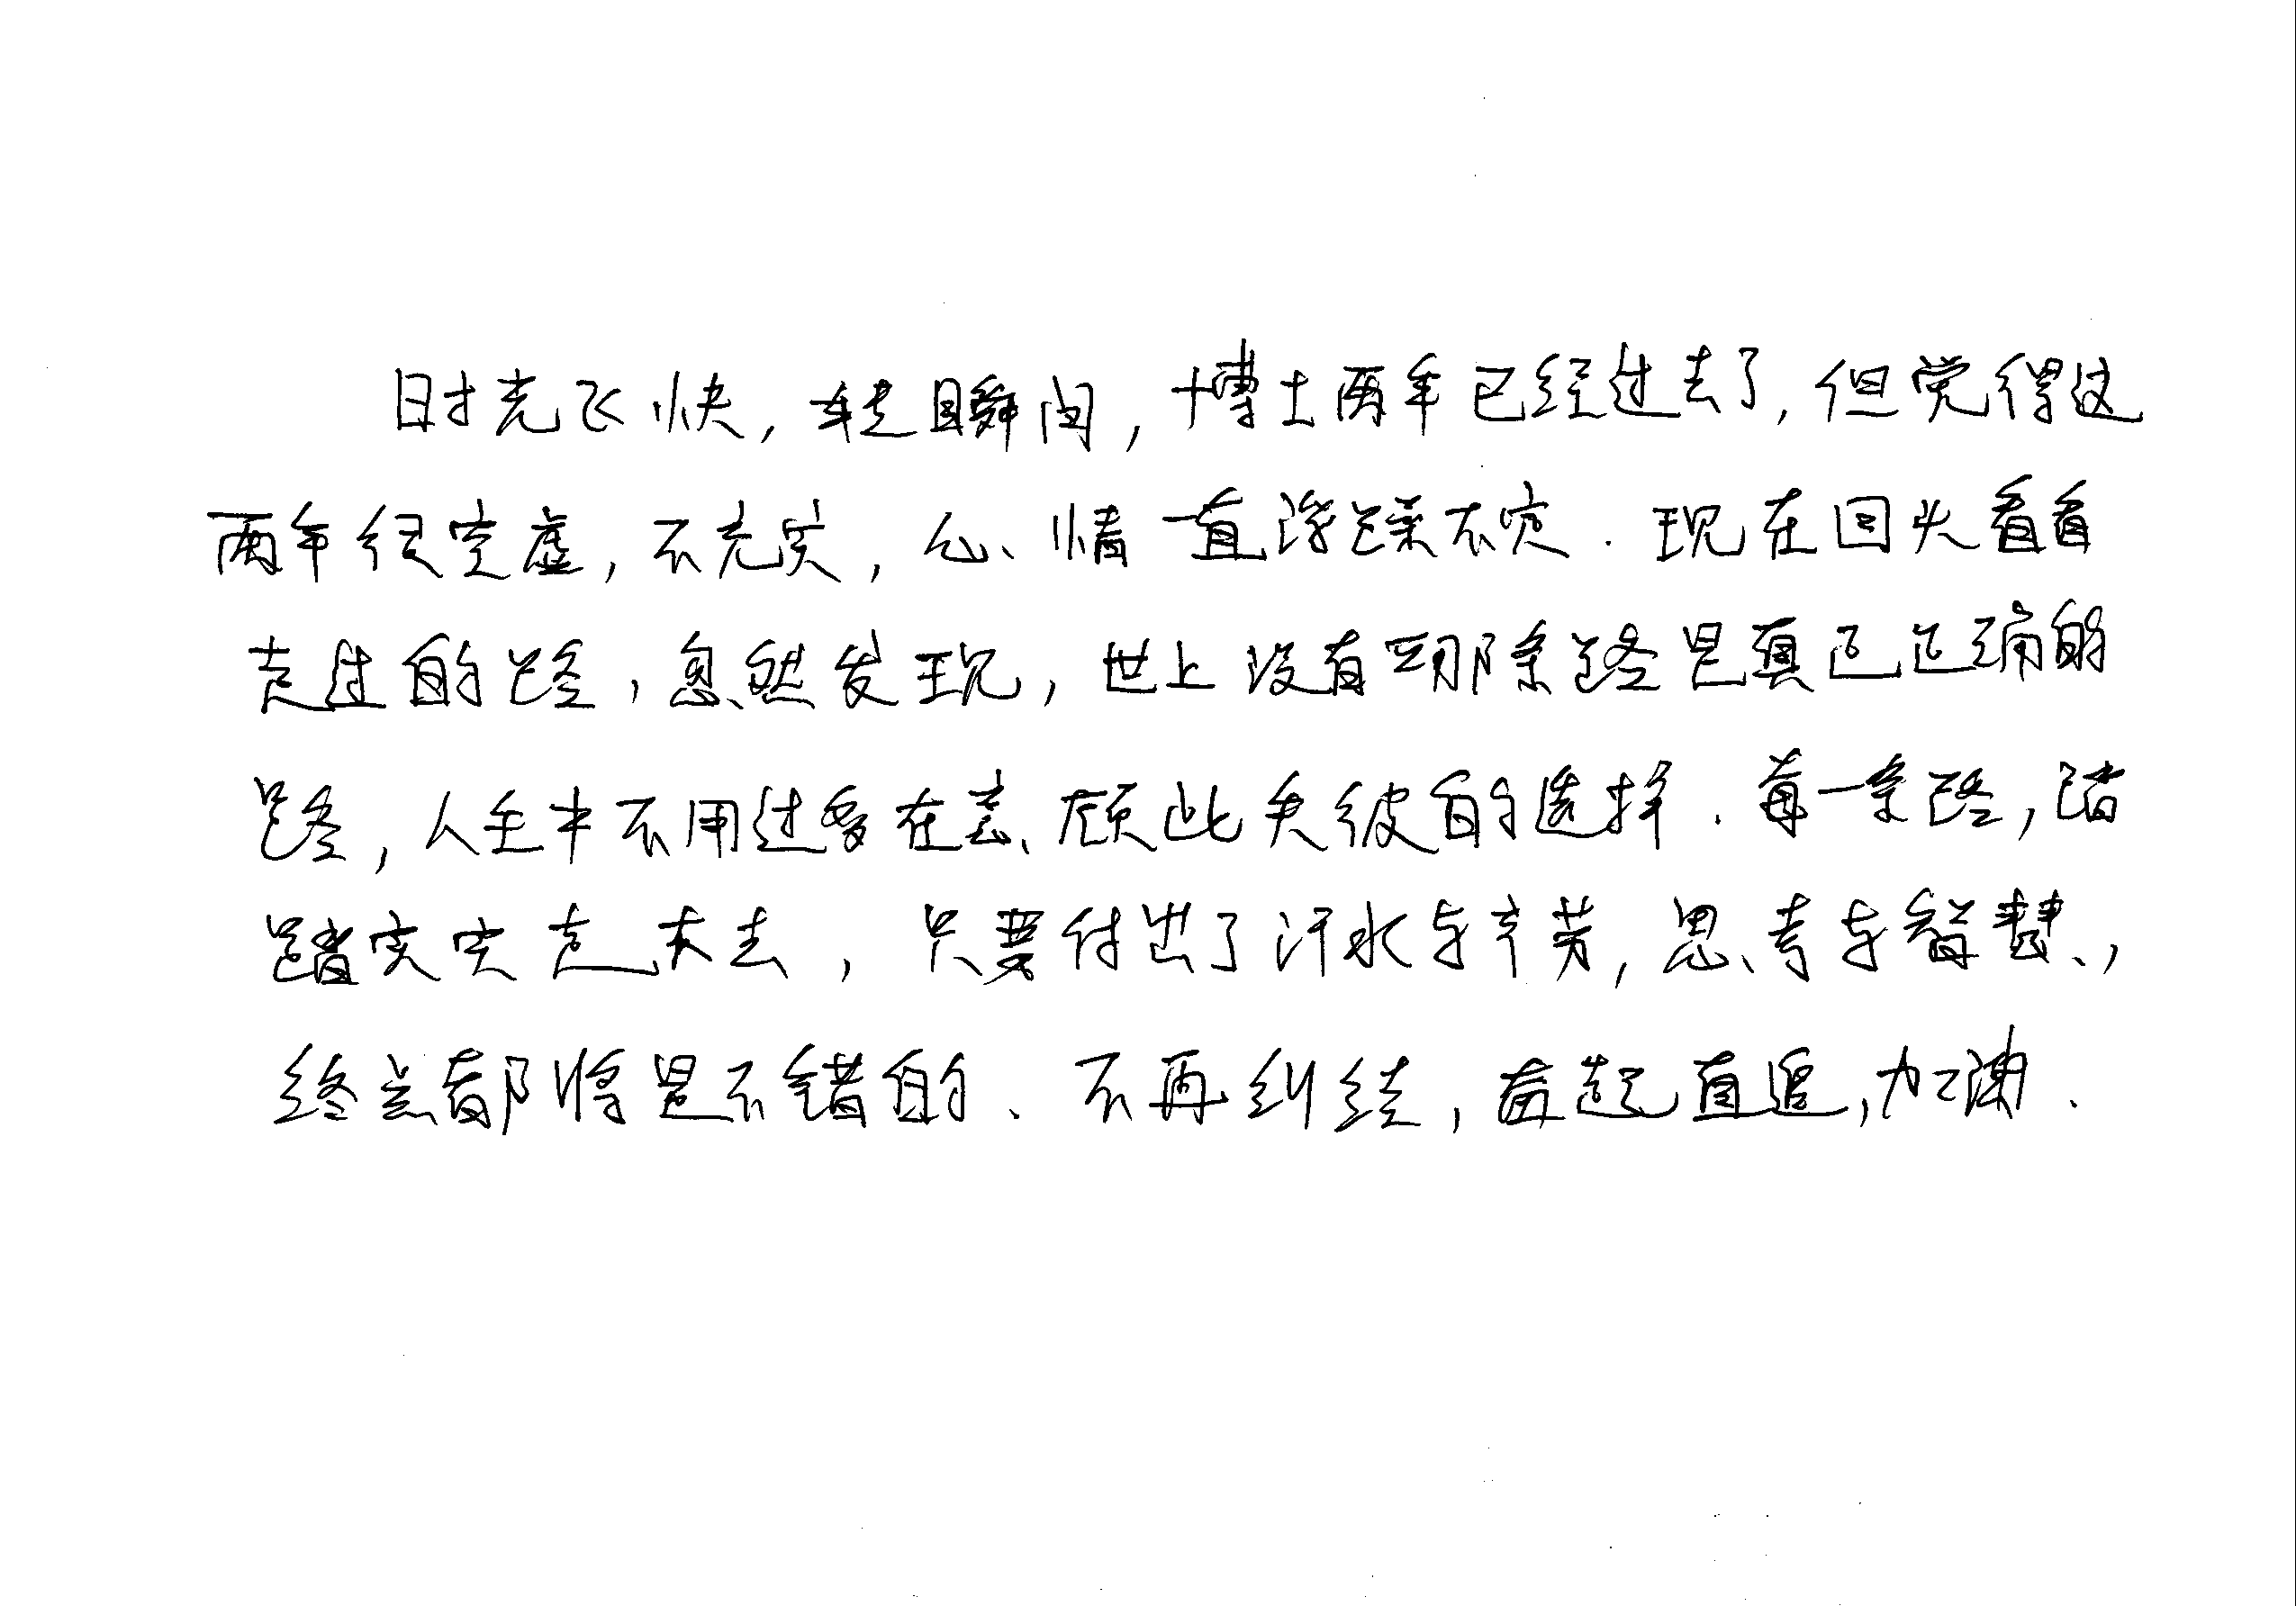 时光飞快，转瞬间，博士两年已经过去了，但觉得这
两年很空虚，不充实，心情一直浮躁不定．现在回头看看
走过的路，忽然发现，世上没有哪条路是真正正确的
路，人生中不用过多在意、顾此失彼的选择．每一条路，踏
踏实实走下去，只要付出了汗水与辛劳，思考与智慧，
终点都将是不错的．不再纠结，奋起直追，加油．